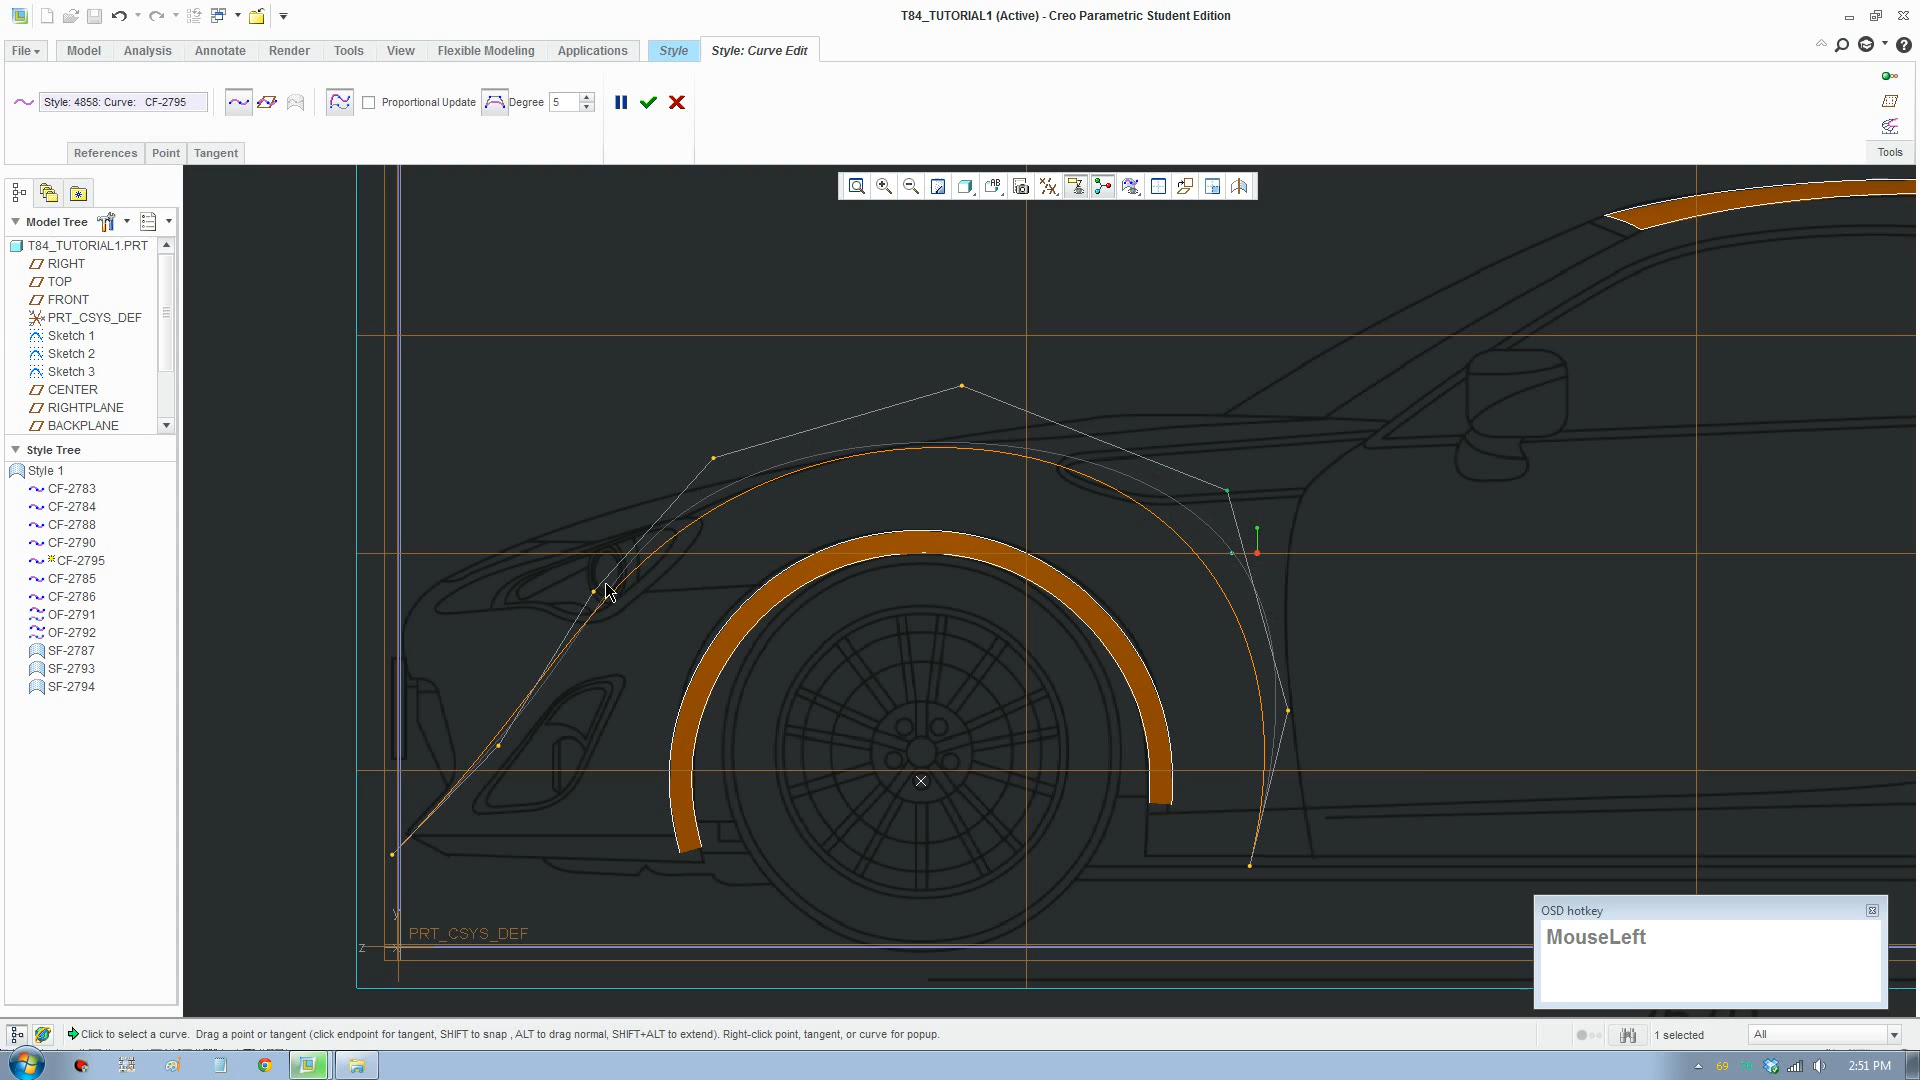 T84_TUTORIAL1 (Active) - Creo Parametric Student Edition
File
Model
Analysis
Annotate
Render
Tools
View
Flexible Modeling
Applications
Style
Style: Curve Edit
Style: 4858: Curve: CF-2795
Proportional Update
Degree
5
References
Point
Tangent
Tools
Model Tree
T84_TUTORIAL1.PRT
RIGHT
TOP
FRONT
PRT_CSYS_DEF
Sketch 1
Sketch 2
Sketch 3
CENTER
RIGHTPLANE
BACKPLANE
Style Tree
Style 1
CF-2783
CF-2784
CF-2788
CF-2790
CF-2795
CF-2785
CF-2786
OF-2791
OF-2792
SF-2787
SF-2793
SF-2794
y
PRT_CSYS_DEF
z
OSD hotkey
MouseLeft
Click to select a curve. Drag a point or tangent (click endpoint for tangent, SHIFT to snap , ALT to drag normal, SHIFT+ALT to extend). Right-click point, tangent, or curve for popup.
1 selected
All
69
2:51 PM